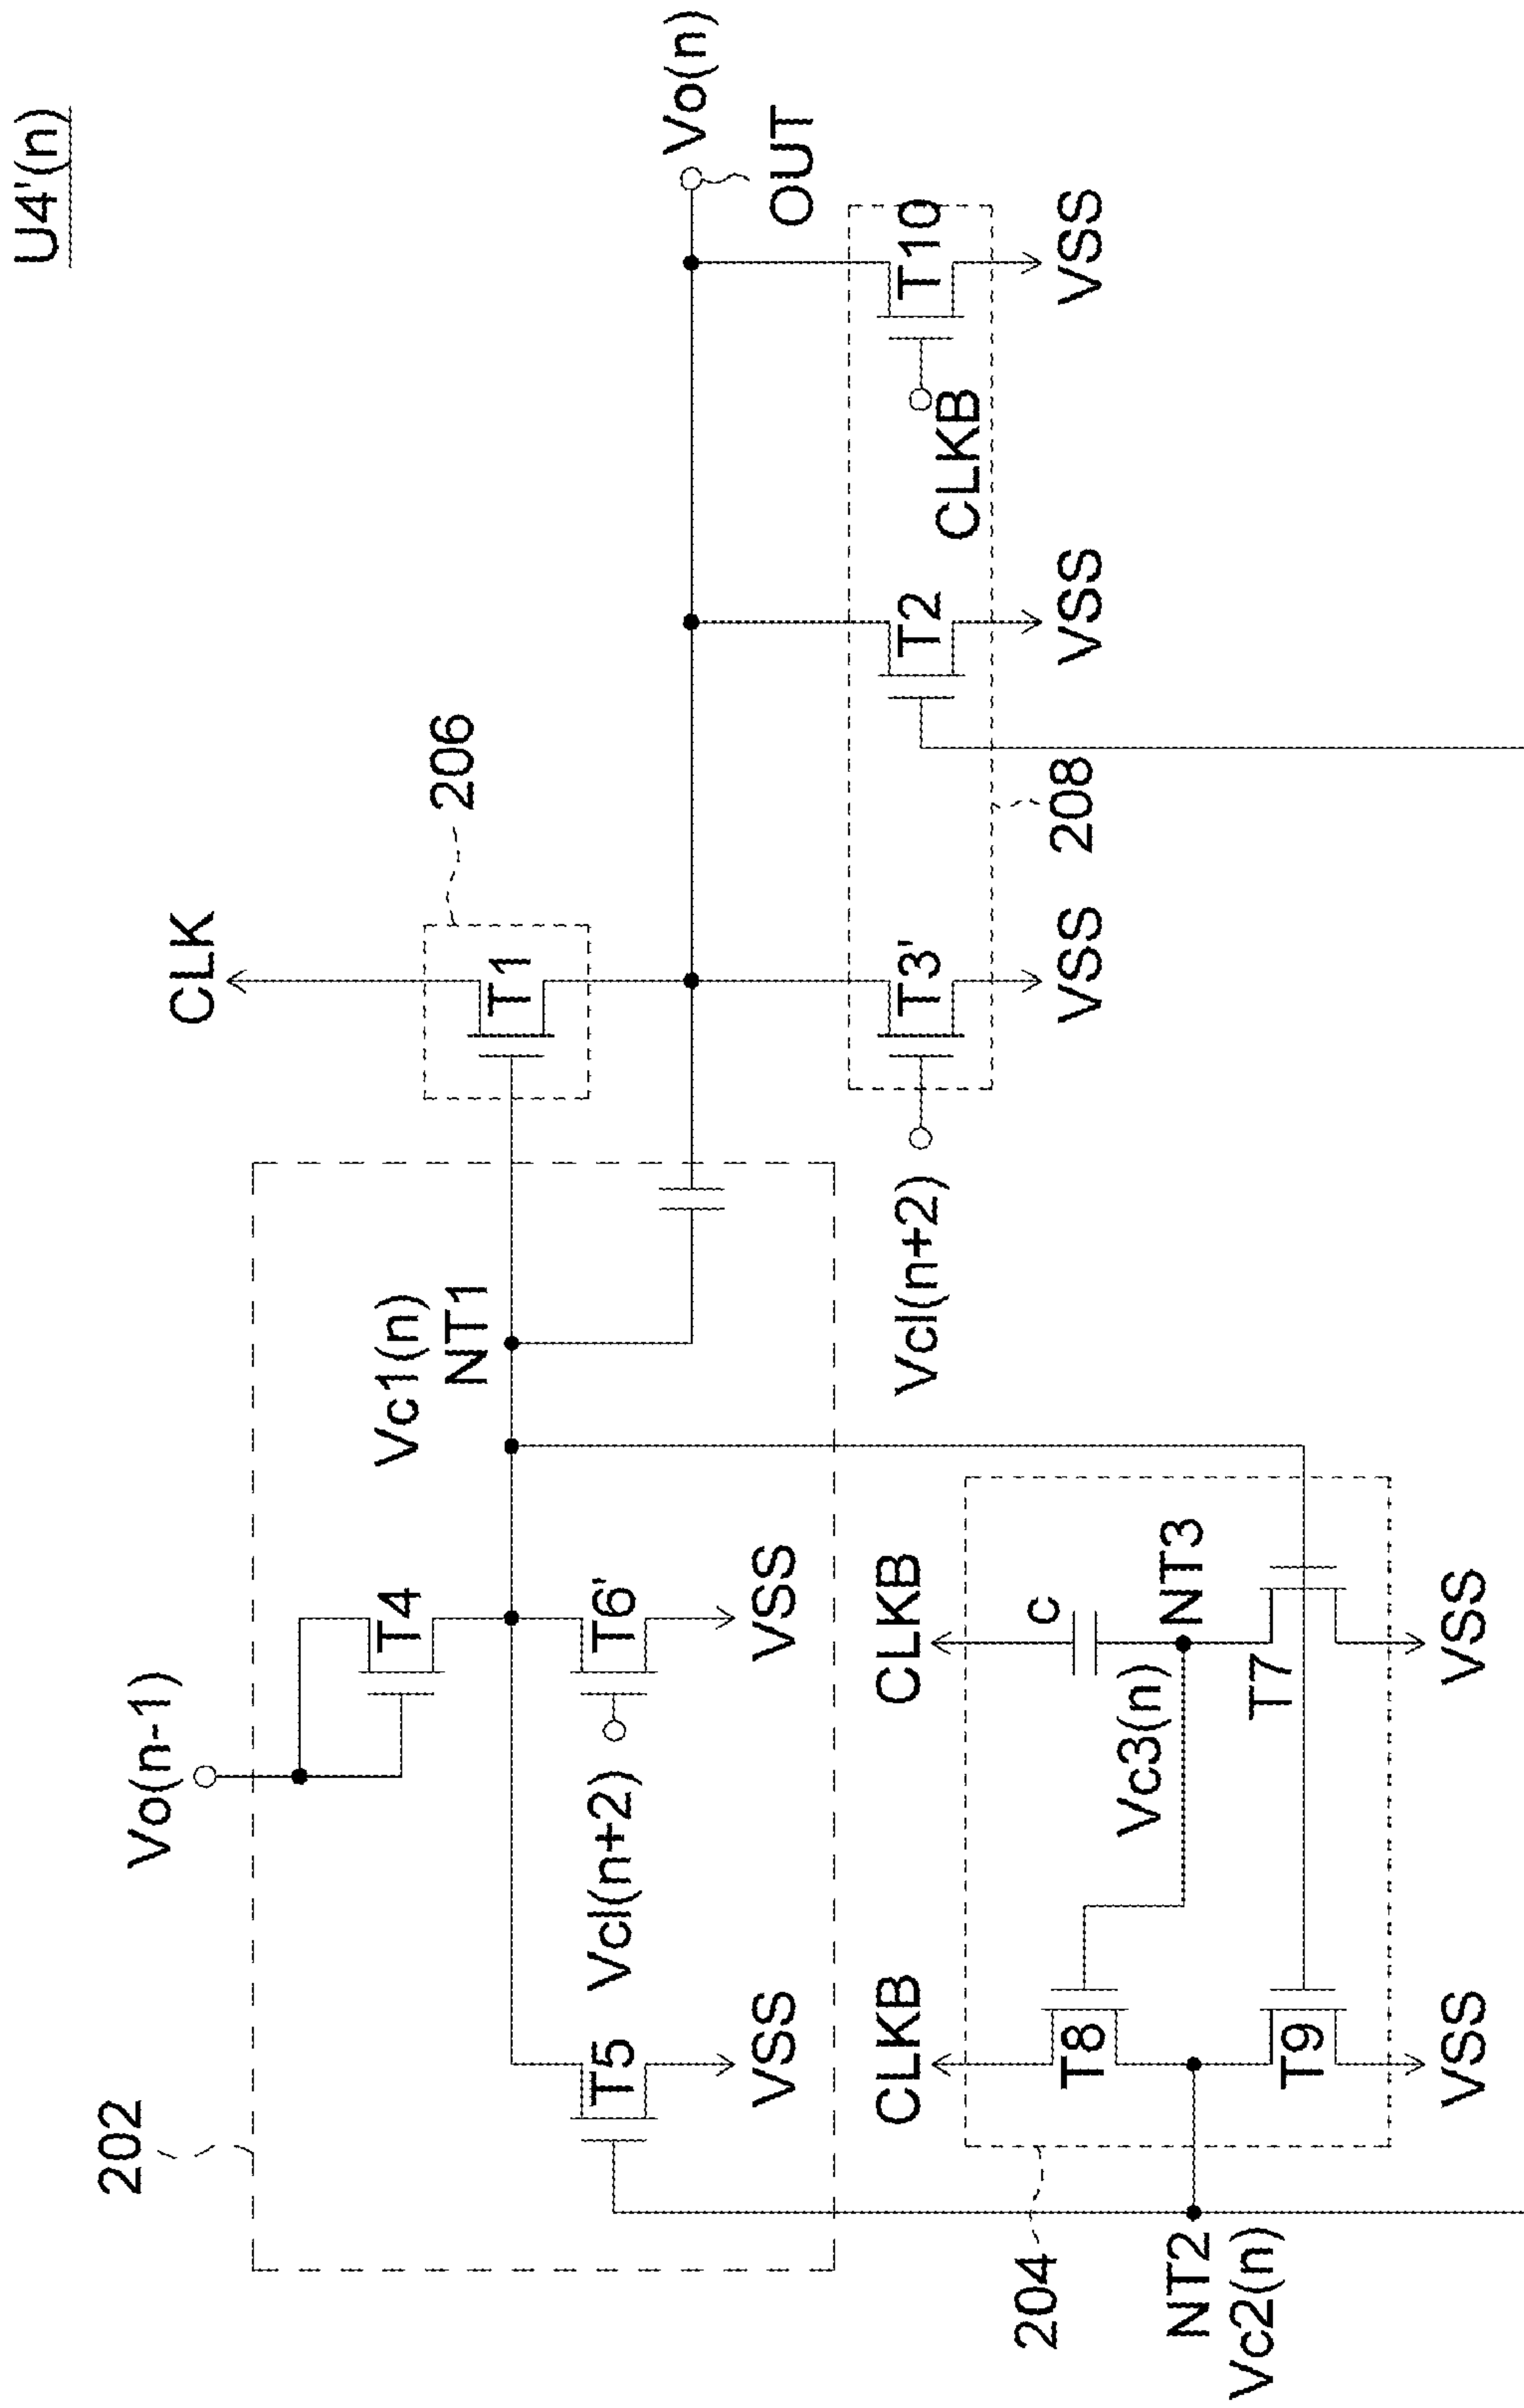 U4'(n)
CLK
206
T1
Vo(n)
OUT
202
Vo(n-1)
T4
Vc1(n)
NT1
T5
VSS
Vcl(n+2)
T6'
VSS
Vcl(n+2)
T3'
VSS
208
T2
VSS
CLKB
T10
VSS
204
CLKB
T8
CLKB
c
NT3
Vc3(n)
T7
T9
VSS
VSS
NT2
Vc2(n)